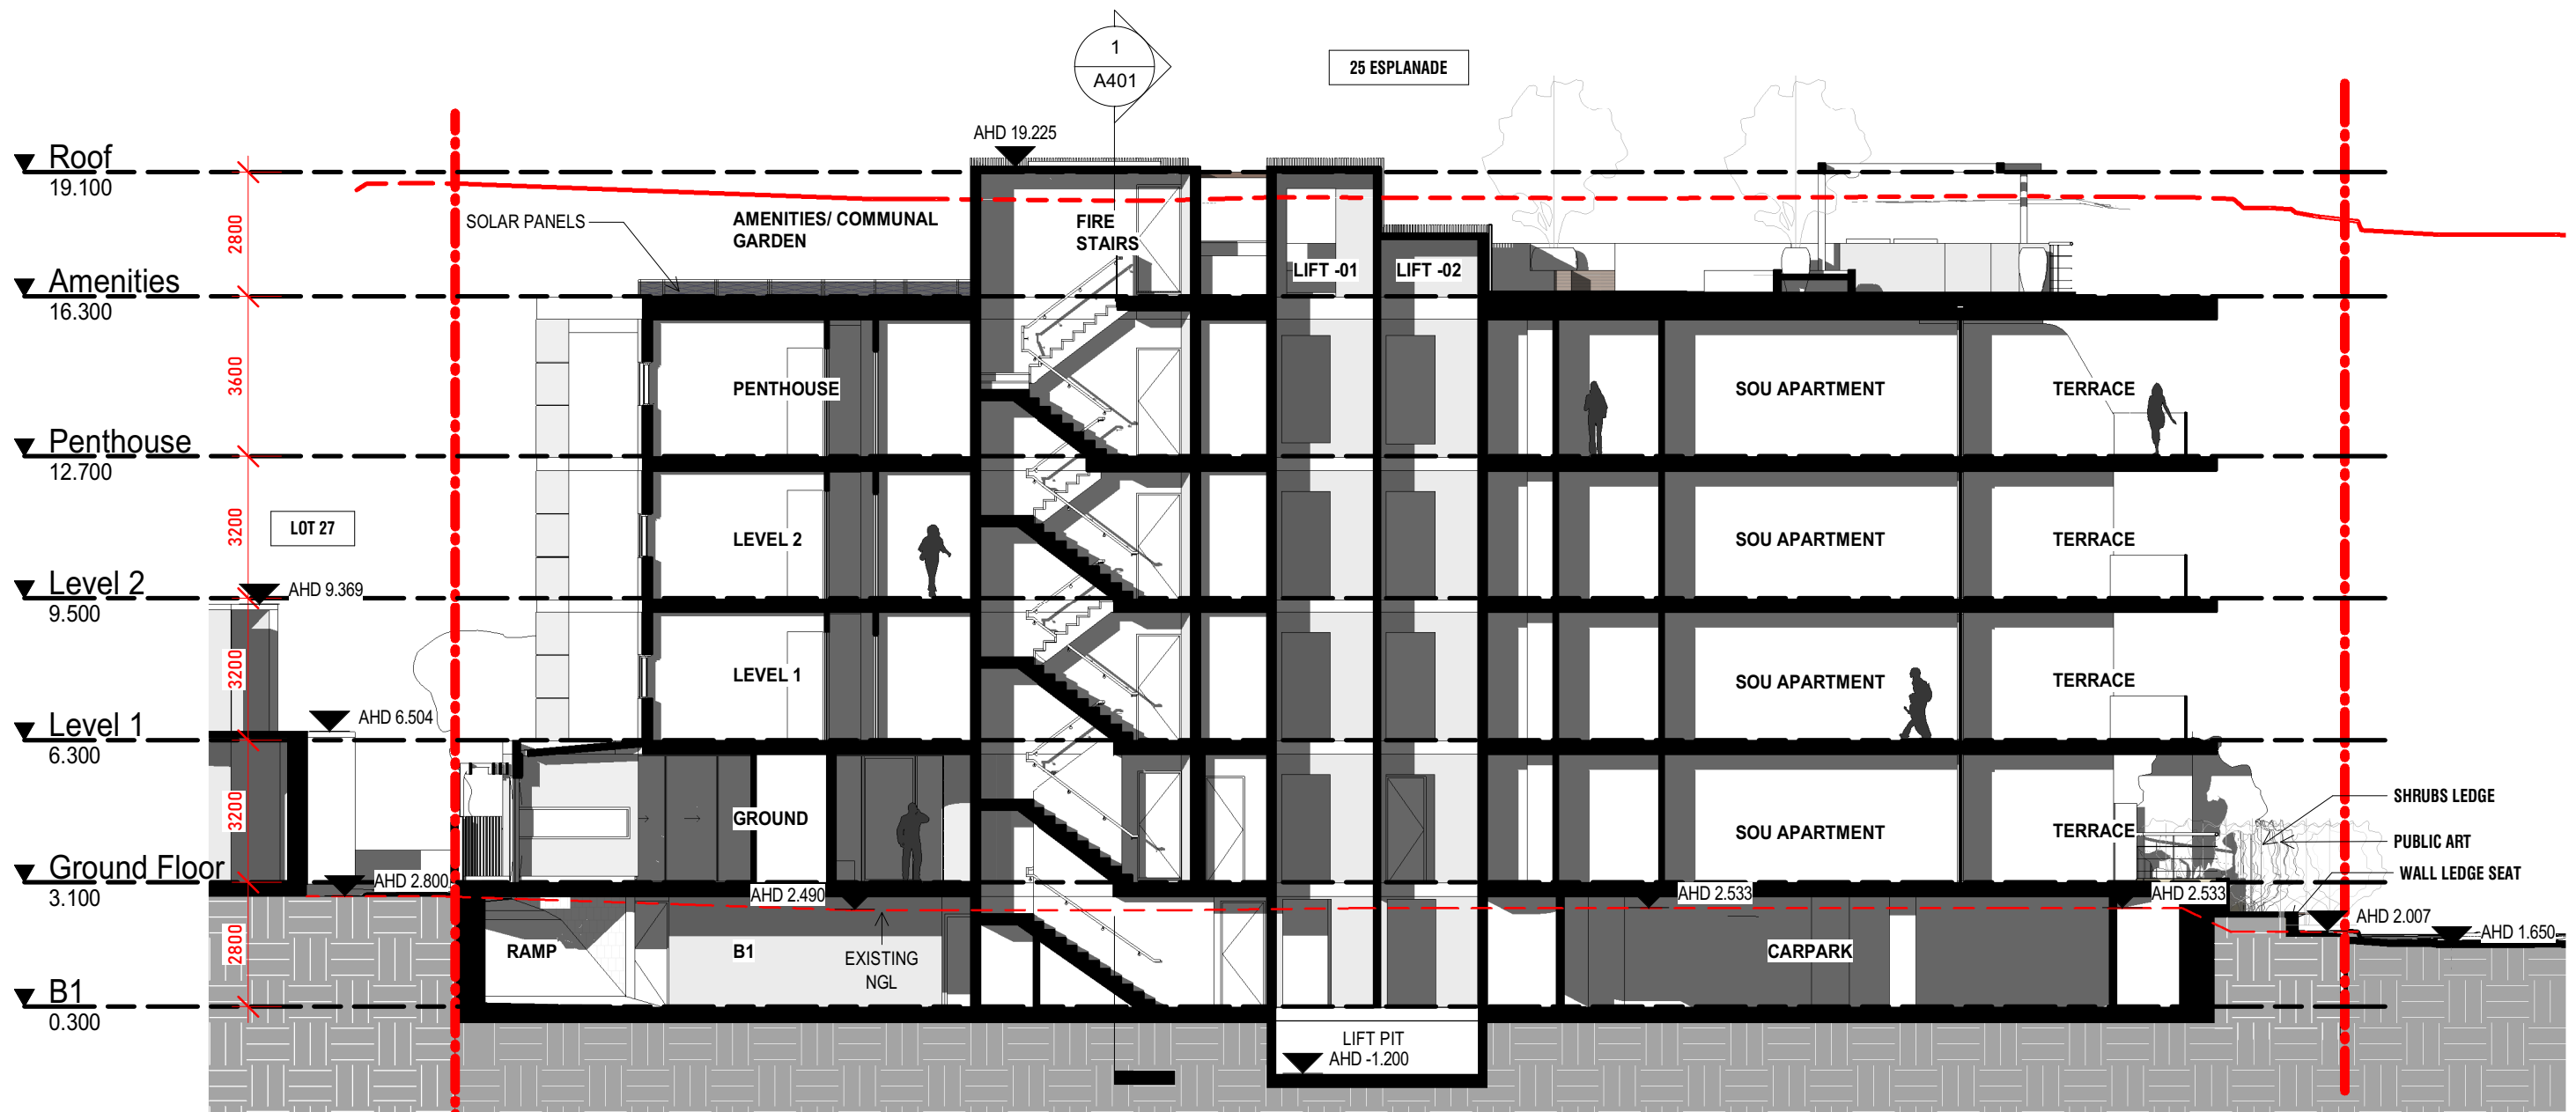 1
A401
25 ESPLANADE
AHD 19.225
Roof
19.100
2800
SOLAR PANELS
AMENITIES/ COMMUNAL
GARDEN
FIRE
STAIRS
LIFT -01
LIFT -02
Amenities
16.300
3600
PENTHOUSE
SOU APARTMENT
TERRACE
Penthouse
12.700
3200
LOT 27
LEVEL 2
SOU APARTMENT
TERRACE
Level 2
9.500
AHD 9.369
3200
LEVEL 1
SOU APARTMENT
TERRACE
AHD 6.504
Level 1
6.300
3200
GROUND
SOU APARTMENT
TERRACE
SHRUBS LEDGE
PUBLIC ART
WALL LEDGE SEAT
Ground Floor
3.100
AHD 2.800
AHD 2.490
AHD 2.533
AHD 2.533
AHD 2.007
AHD 1.650
2800
RAMP
B1
EXISTING
NGL
CARPARK
B1
0.300
LIFT PIT
AHD -1.200